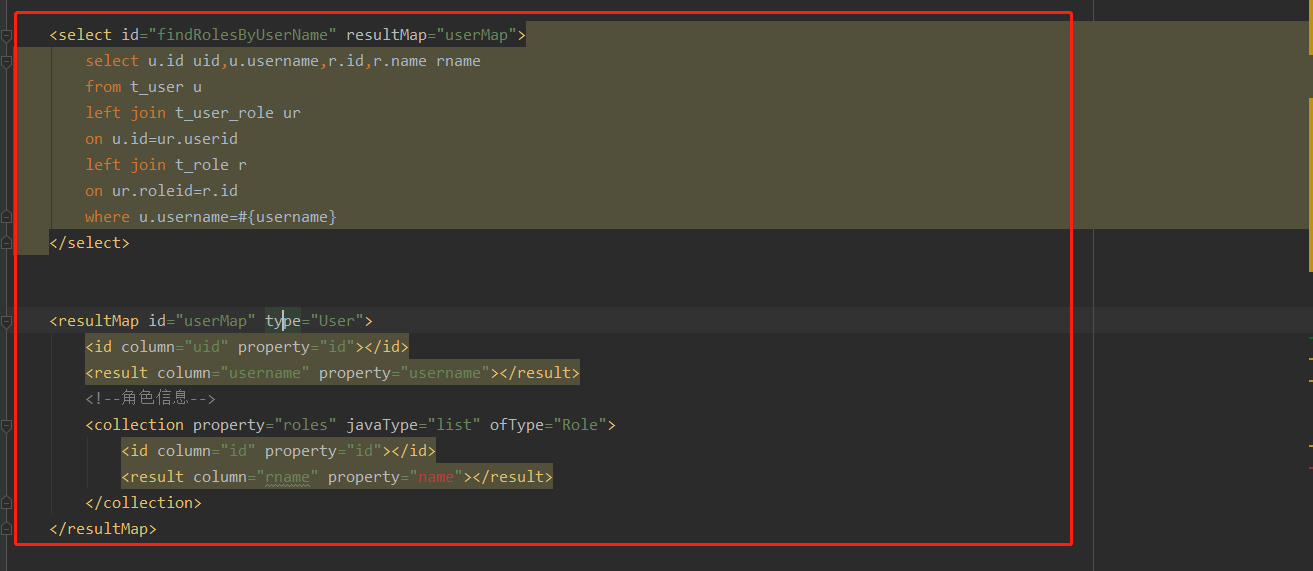 <select id="findRolesByUserName" resultMap="userMap">
select u.id uid,u.username,r.id,r.name rname
from t_user u
left join t_user_role ur
on u.id=ur.userid
left join t_role r
on ur.roleid=r.id
where u.username=#{username}
</select>
<resultMap id="userMap" type="User">
<id column="uid" property="id"></id>
<result column="username" property="username"></result>
<!--角色信息-->
<collection property="roles" javaType="list" ofType="Role">
<id column="id" property="id"></id>
<result column="rname" property="name"></result>
</collection>
</resultMap>